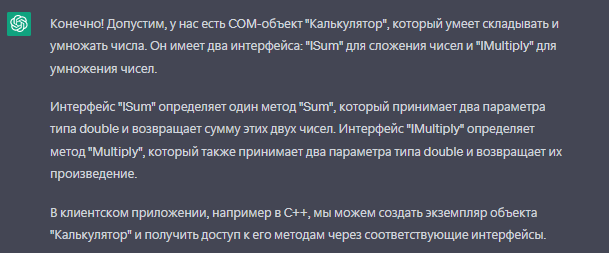 Конечно! Допустим, у нас есть COM-объект "Калькулятор", который умеет складывать и
умножать числа. Он имеет два интерфейса: "ISum" для сложения чисел и "IMultiply" для
умножения чисел.
Интерфейс "ISum" определяет один метод "Sum", который принимает два параметра
типа double и возвращает сумму этих двух чисел. Интерфейс "IMultiply" определяет
метод "Multiply", который также принимает два параметра типа double и возвращает их
произведение.
В клиентском приложении, например в C++, мы можем создать экземпляр объекта
"Калькулятор" и получить доступ к его методам через соответствующие интерфейсы.